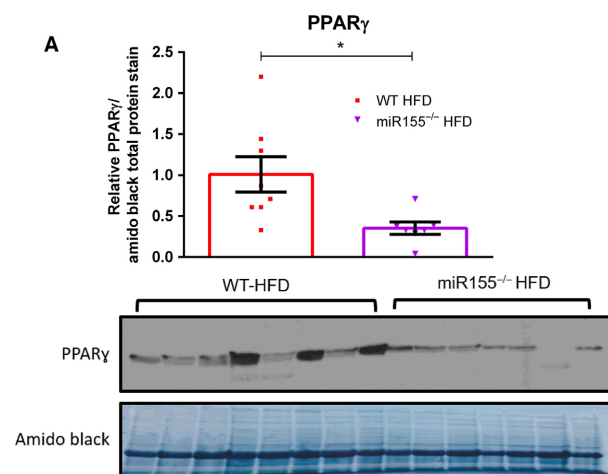 A
PPARγ
*
2.5
2.0
1.5
1.0
0.5
0.0
Relative PPARγ/
amido black total protein stain
WT HFD
miR155⁻/⁻ HFD
WT-HFD
miR155⁻/⁻ HFD
PPARɣ
Amido black